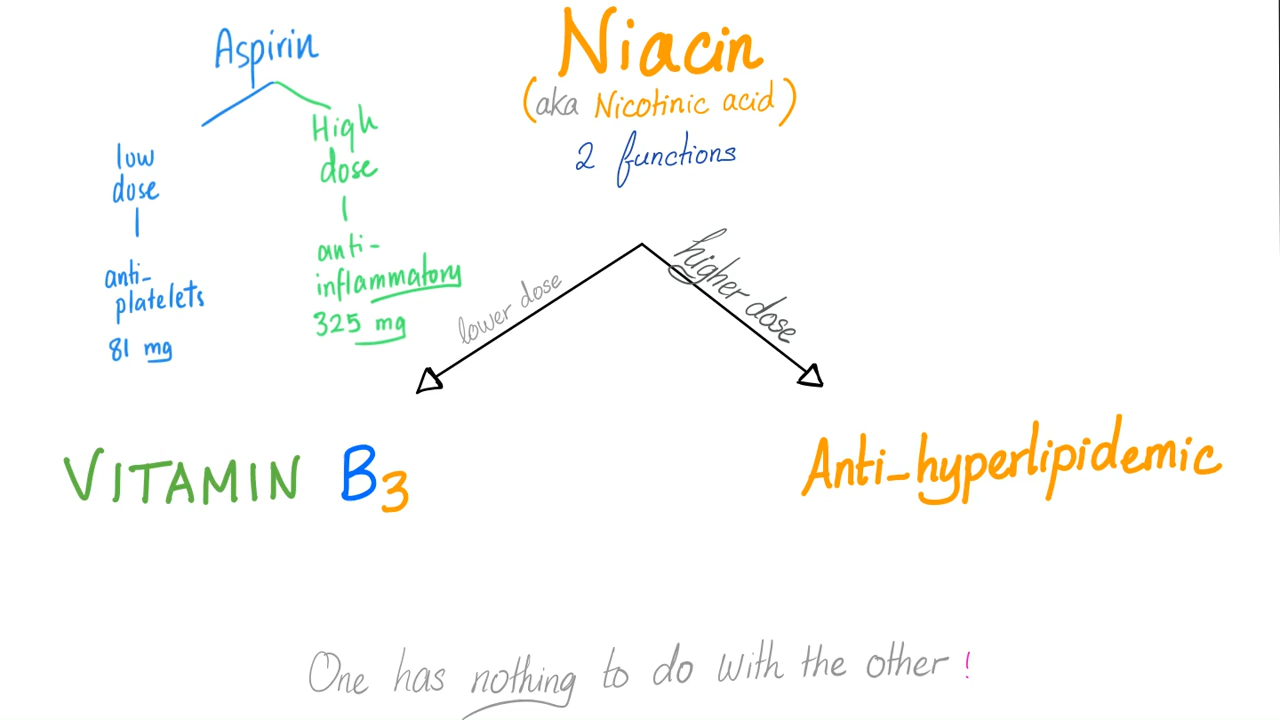 Aspirin
low
dose
anti-
platelets
81 mg
High
dose
anti-
inflammatory
325 mg
Niacin
(aka Nicotinic acid)
2 functions
lower dose
higher dose
VITAMIN B3
Anti-hyperlipidemic
One has nothing to do with the other !